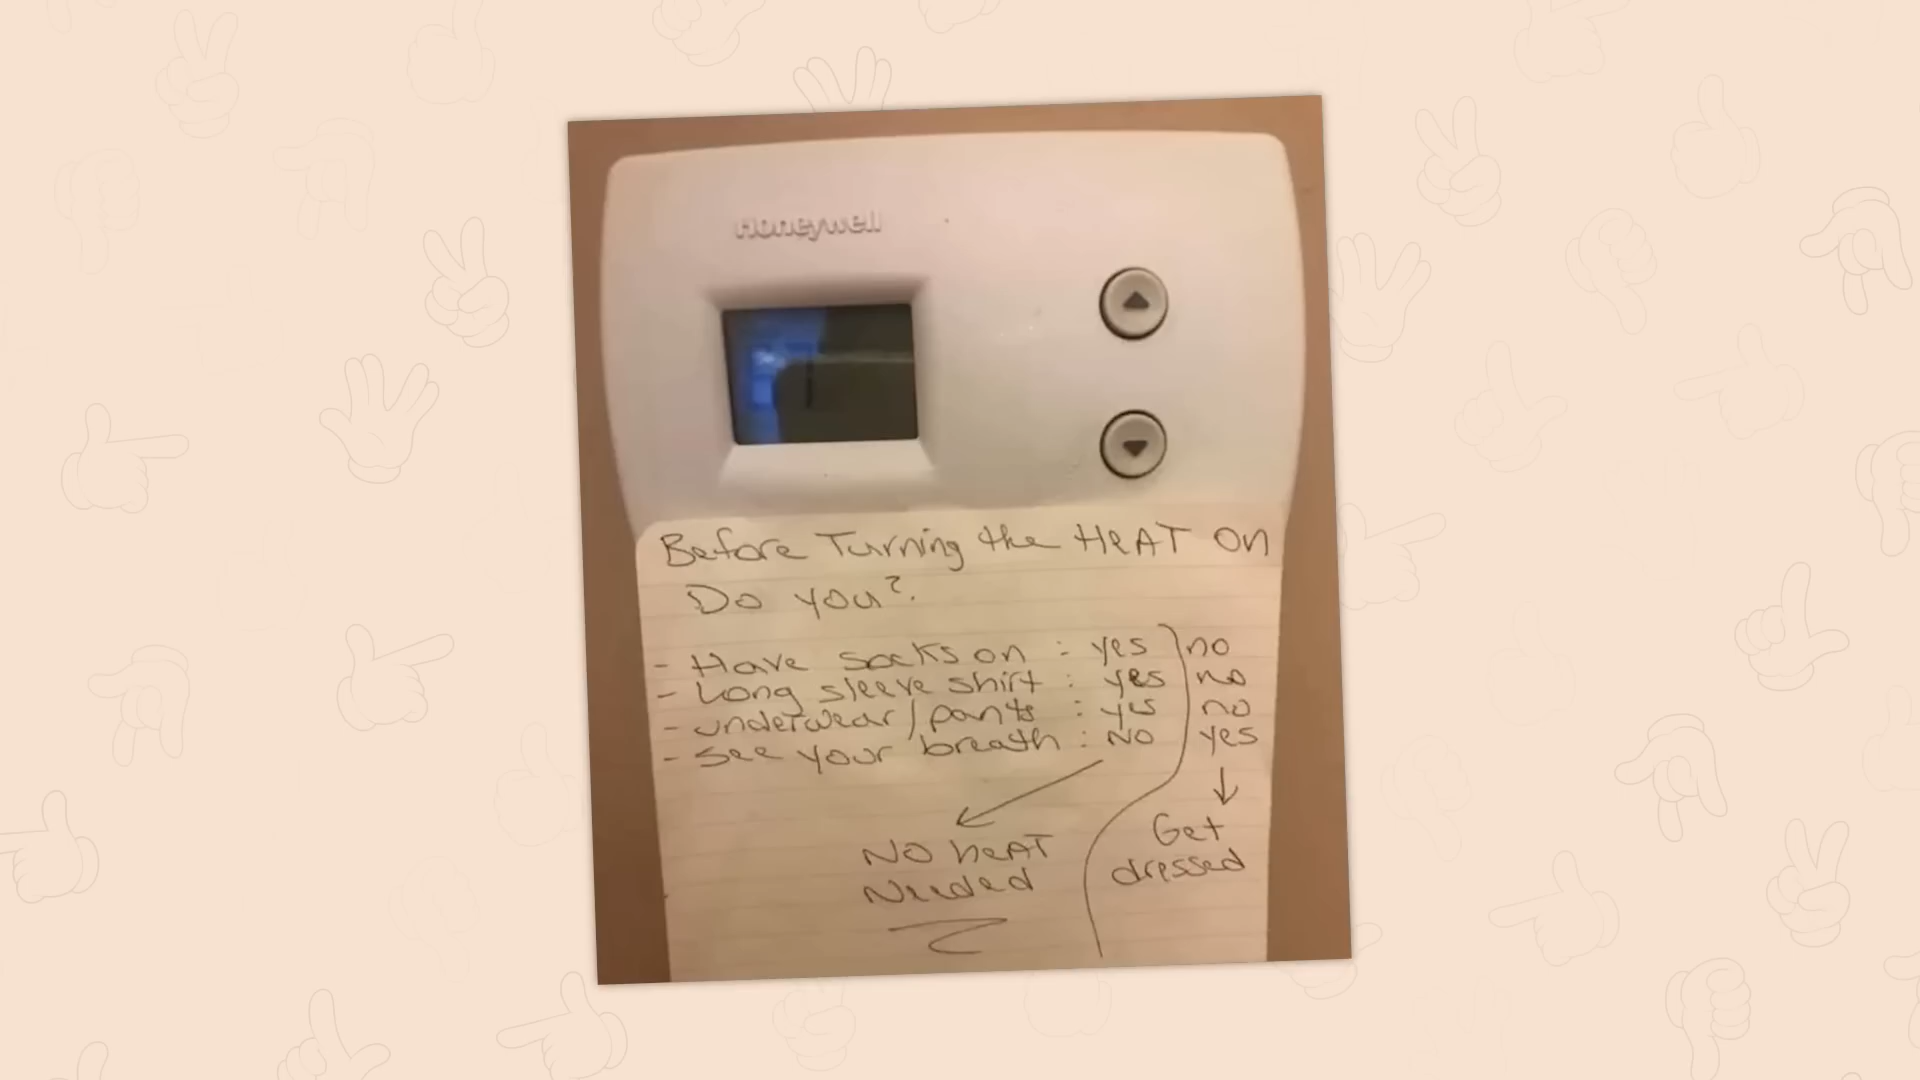 Honeywell
Before Turning the HeAT On
Do you?
- Have socks on : yes no
- Long sleeve shirt : yes no
- underwear/pants : yes no
- see your breath : No yes
No heAT
Needed
Get
dressed